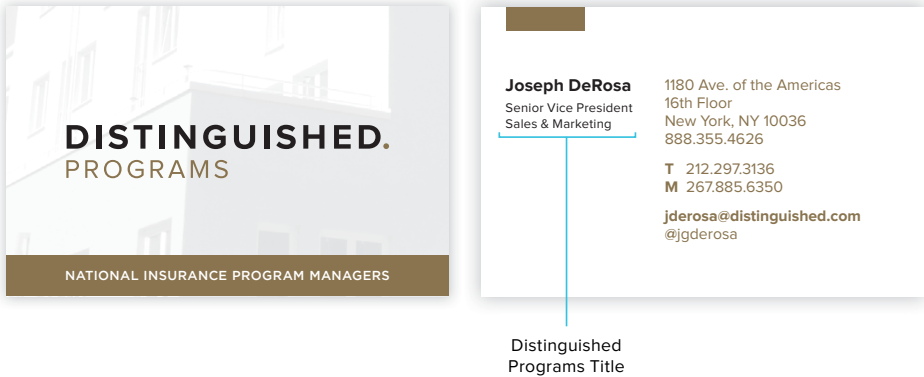 DISTINGUISHED.
PROGRAMS
NATIONAL INSURANCE PROGRAM MANAGERS
Joseph DeRosa
Senior Vice President
Sales & Marketing
1180 Ave. of the Americas
16th Floor
New York, NY 10036
888.355.4626
T 212.297.3136
M 267.885.6350
jderosa@distinguished.com
@jgderosa
Distinguished
Programs Title